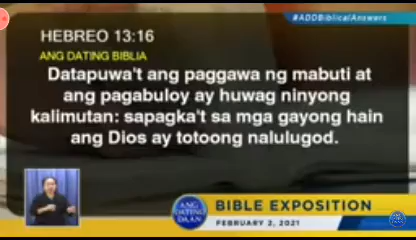 #ADDBiblicalAnswers
HEBREO 13:16
ANG DATING BIBLIA
Datapuwa't ang paggawa ng mabuti at
ang pagabuloy ay huwag ninyong
kalimutan: sapagka't sa mga gayong hain
ang Dios ay totoong nalulugod.
ANG
DATING
DAAN
BIBLE EXPOSITION
FEBRUARY 2, 2021